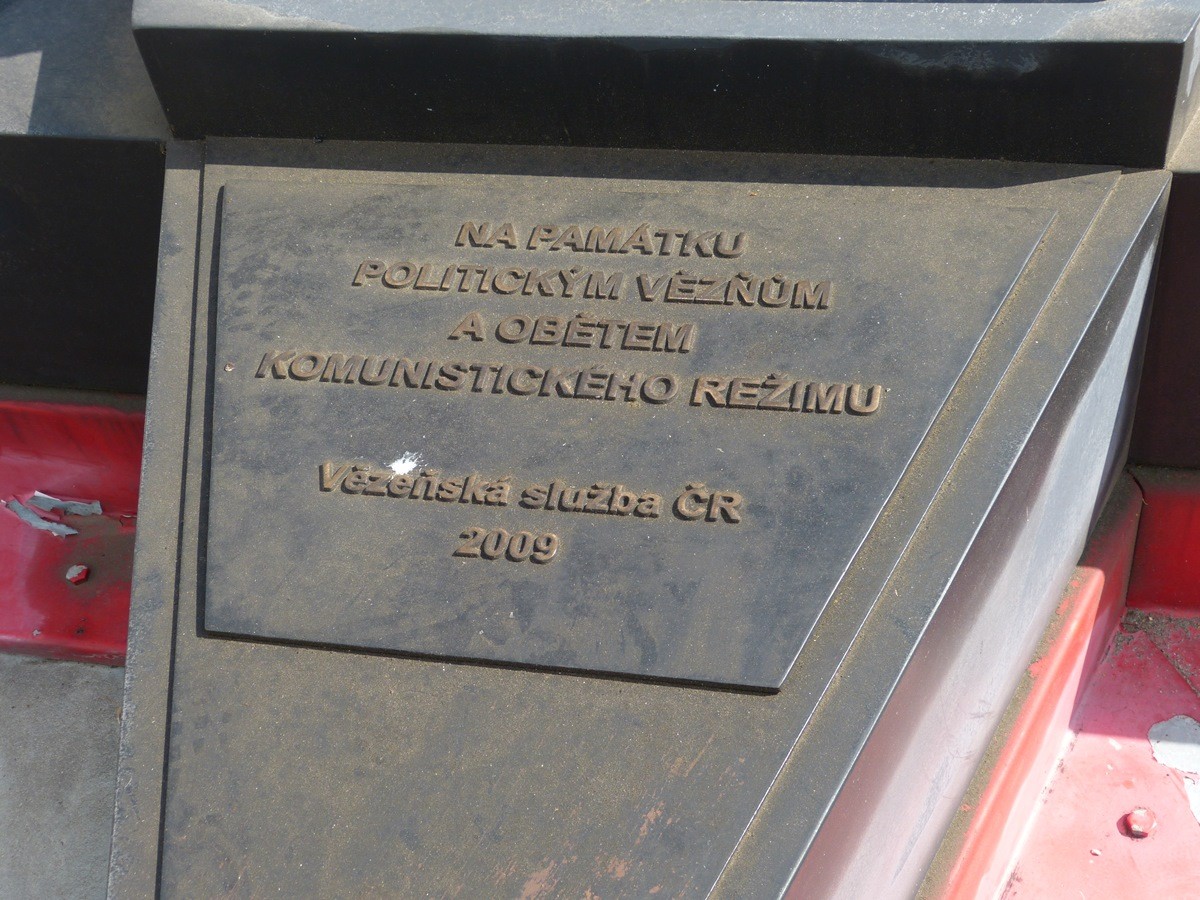 NA PAMÁTKU
POLITICKÝM VĚZŇŮM
A OBĚTEM
KOMUNISTICKÉHO REŽIMU
Vězeňská služba ČR
2009